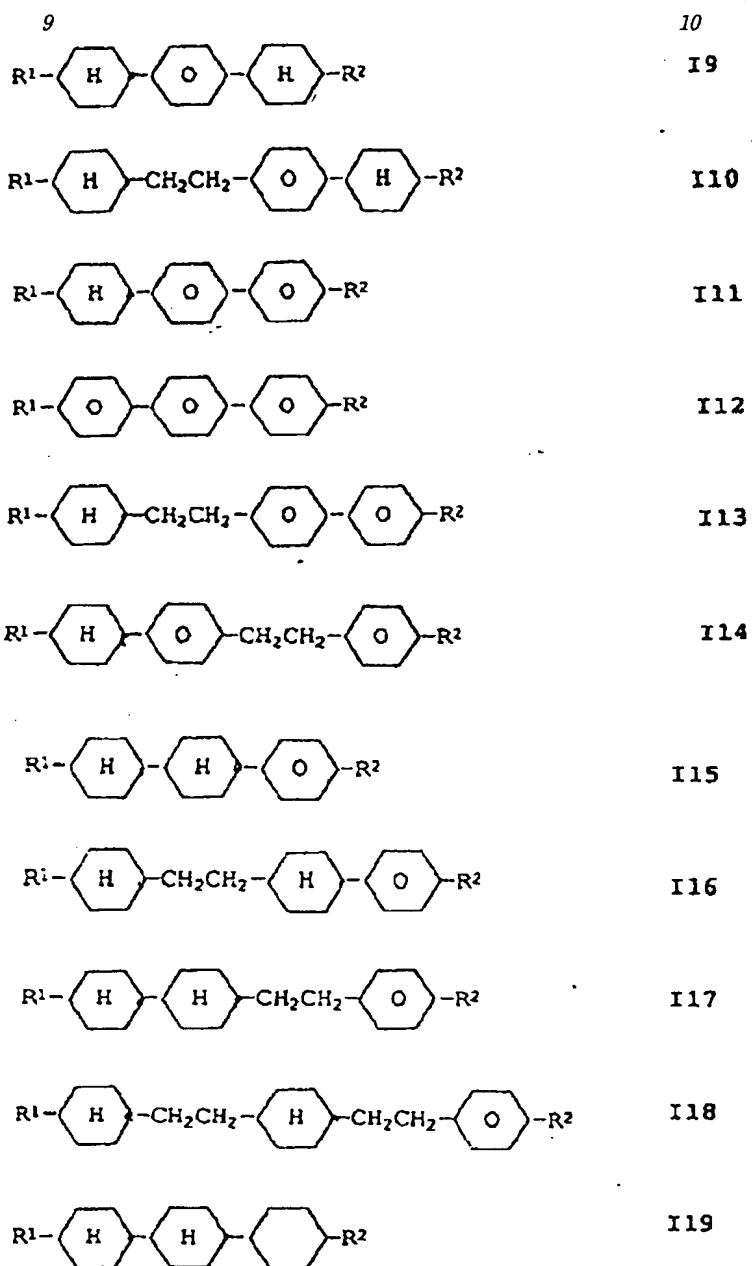 9 10
R¹- H - O - H -R² I9
R¹- H -CH₂CH₂- O - H -R² I10
R¹- H - O - O -R² I11
R¹- O - O - O -R² I12
R¹- H -CH₂CH₂- O - O -R² I13
R¹- H - O -CH₂CH₂- O -R² I14
R¹- H - H - O -R² I15
R¹- H -CH₂CH₂- H - O -R² I16
R¹- H - H -CH₂CH₂- O -R² I17
R¹- H -CH₂CH₂- H -CH₂CH₂- O -R² I18
R¹- H - H - -R² I19